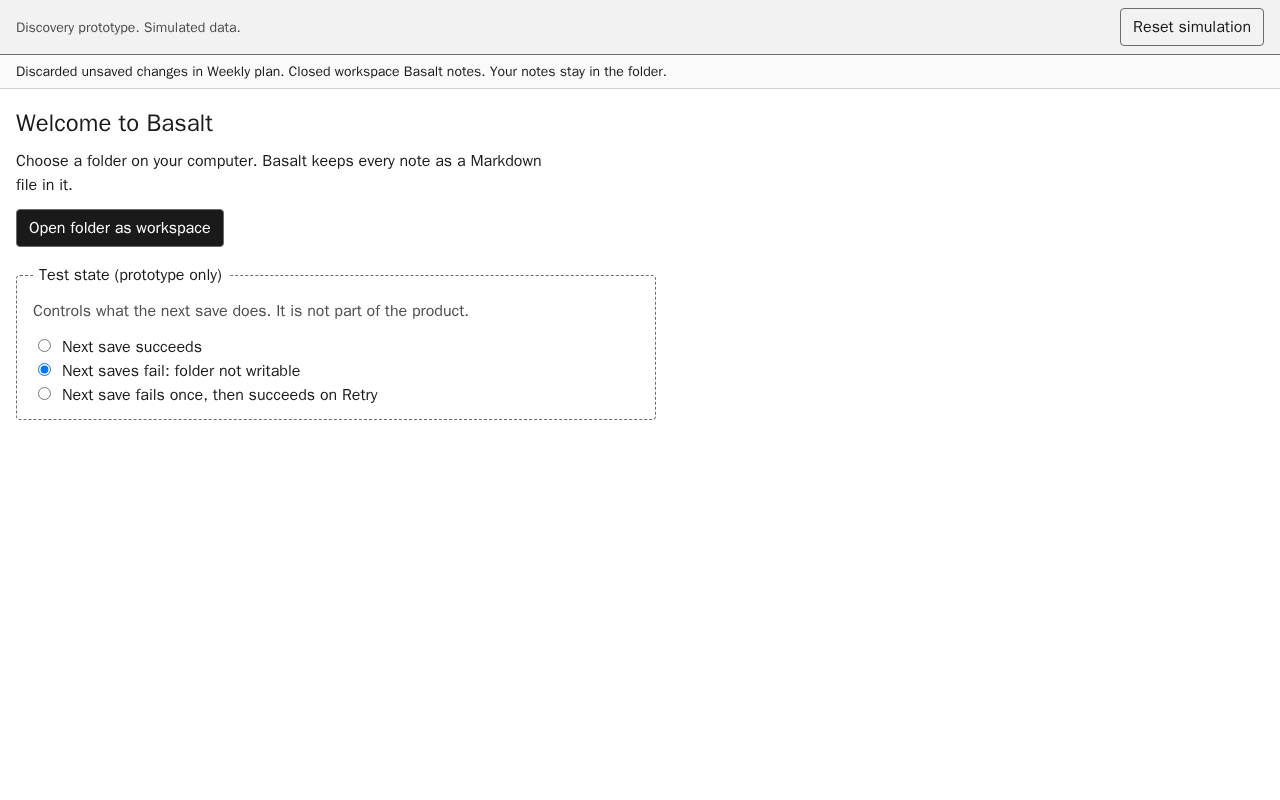 Discovery prototype. Simulated data.
Reset simulation
Discarded unsaved changes in Weekly plan. Closed workspace Basalt notes. Your notes stay in the folder.
Welcome to Basalt
Choose a folder on your computer. Basalt keeps every note as a Markdown
file in it.
Open folder as workspace
Test state (prototype only)
Controls what the next save does. It is not part of the product.
Next save succeeds
Next saves fail: folder not writable
Next save fails once, then succeeds on Retry